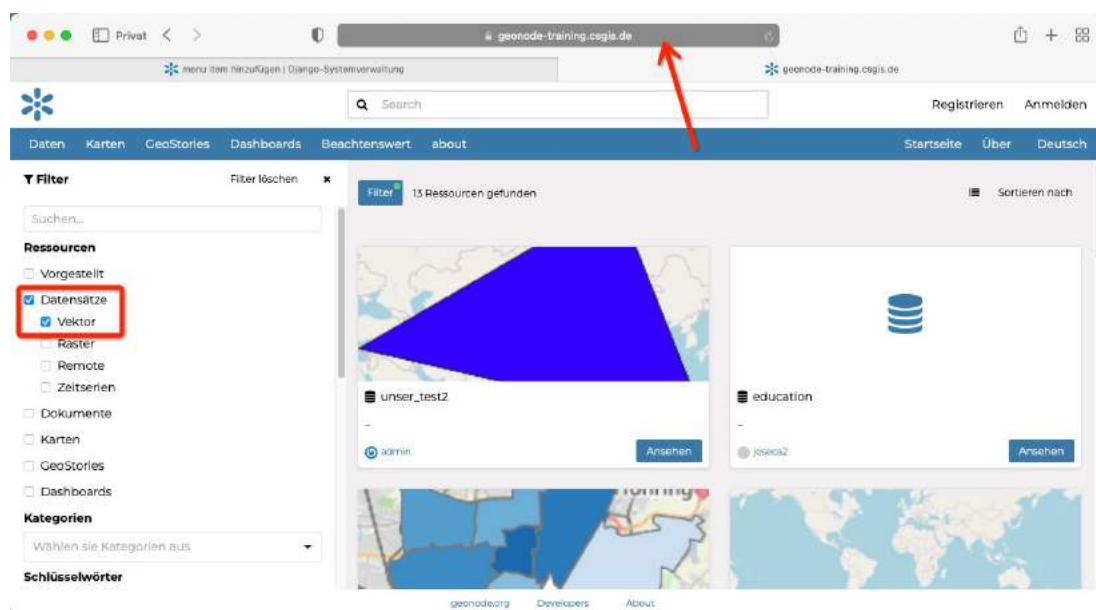 Privat
geonode-training.csgis.de
menu item hinzufügen | Django-Systemverwaltung
geonode-training.csgis.de
Search
Registrieren Anmelden
Daten Karten GeoStories Dashboards Beachtenswert about
Startseite Über Deutsch
Filter
Filter löschen
Filter
13 Ressourcen gefunden
Sortieren nach
Suchen...
Ressourcen
Vorgestellt
Datensätze
Vektor
Raster
Remote
Zeitserien
Dokumente
Karten
GeoStories
Dashboards
Kategorien
Wählen sie Kategorien aus
Schlüsselwörter
unser_test2
-
admin
Ansehen
education
-
joseca2
Ansehen
geonode.org Developers About